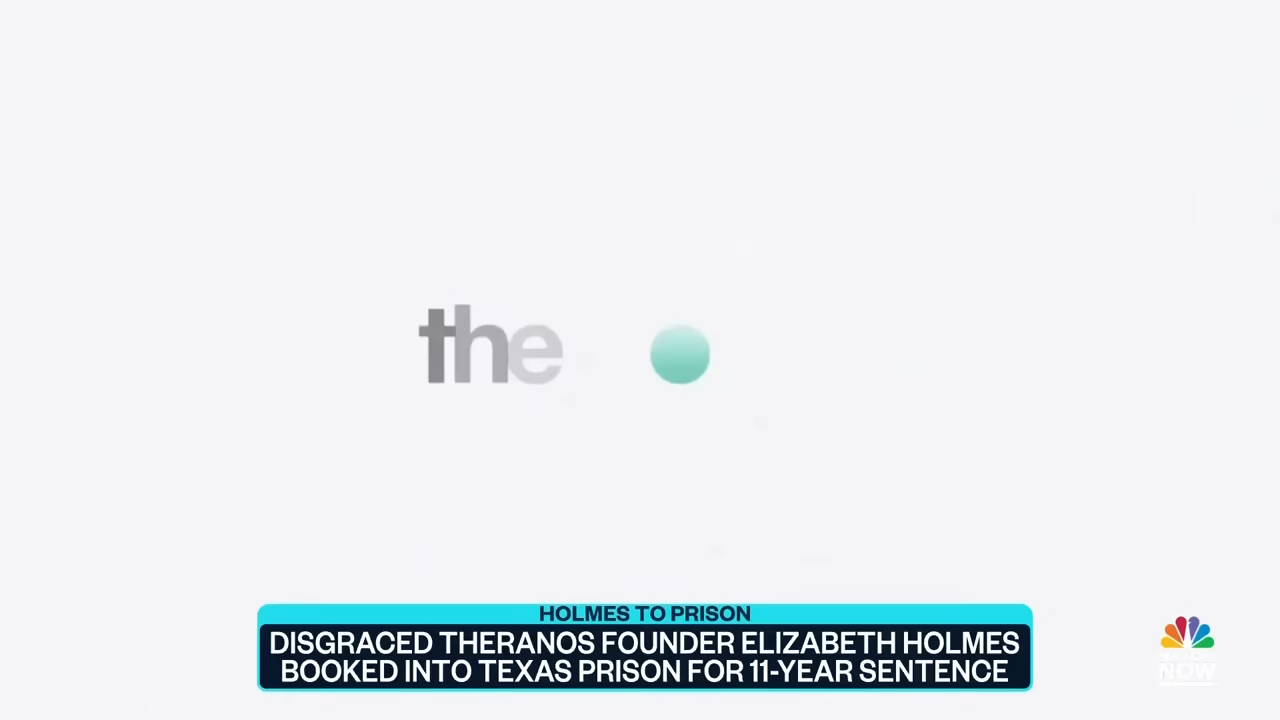 the
HOLMES TO PRISON
DISGRACED THERANOS FOUNDER ELIZABETH HOLMES
BOOKED INTO TEXAS PRISON FOR 11-YEAR SENTENCE
NOW